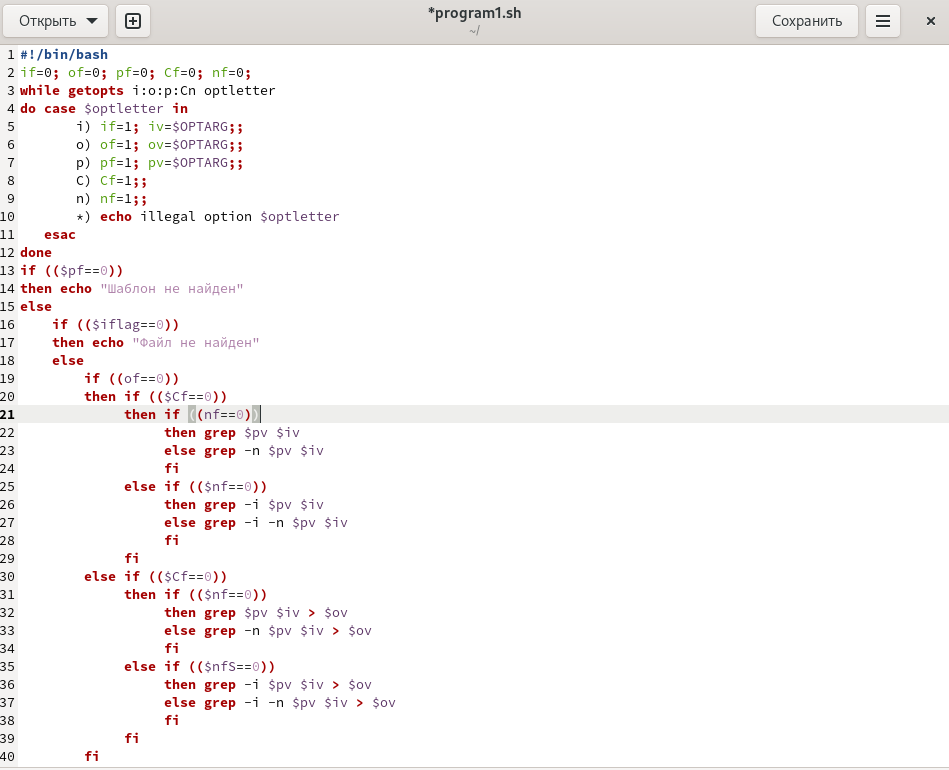 Открыть
*program1.sh
~/
Сохранить
1 #!/bin/bash
2 if=0; of=0; pf=0; Cf=0; nf=0;
3 while getopts i:o:p:Cn optletter
4 do case $optletter in
5        i) if=1; iv=$OPTARG;;
6        o) of=1; ov=$OPTARG;;
7        p) pf=1; pv=$OPTARG;;
8        C) Cf=1;;
9        n) nf=1;;
10        *) echo illegal option $optletter
11    esac
12 done
13 if (($pf==0))
14 then echo "Шаблон не найден"
15 else
16     if (($iflag==0))
17     then echo "Файл не найден"
18     else
19         if ((of==0))
20         then if (($Cf==0))
21              then if ((nf==0))
22                   then grep $pv $iv
23                   else grep -n $pv $iv
24                   fi
25              else if (($nf==0))
26                   then grep -i $pv $iv
27                   else grep -i -n $pv $iv
28                   fi
29              fi
30         else if (($Cf==0))
31              then if (($nf==0))
32                   then grep $pv $iv > $ov
33                   else grep -n $pv $iv > $ov
34                   fi
35              else if (($nfS==0))
36                   then grep -i $pv $iv > $ov
37                   else grep -i -n $pv $iv > $ov
38                   fi
39              fi
40         fi